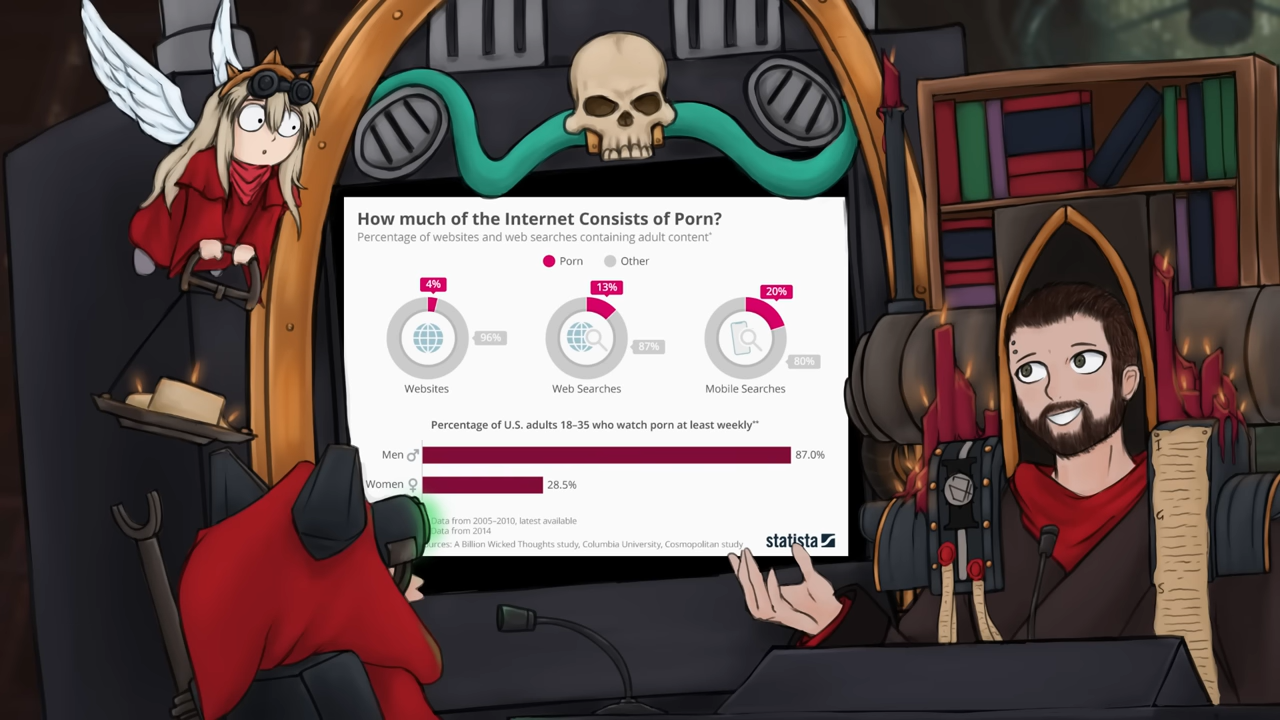 How much of the Internet Consists of Porn?
Percentage of websites and web searches containing adult content*
Porn Other
4% 13% 20%
96% 87% 80%
Websites Web Searches Mobile Searches
Percentage of U.S. adults 18–35 who watch porn at least weekly**
Men 87.0%
Women 28.5%
Data from 2005–2010, latest available
Data from 2014
A Billion Wicked Thoughts study, Columbia University, Cosmopolitan study
statista
I
G
S